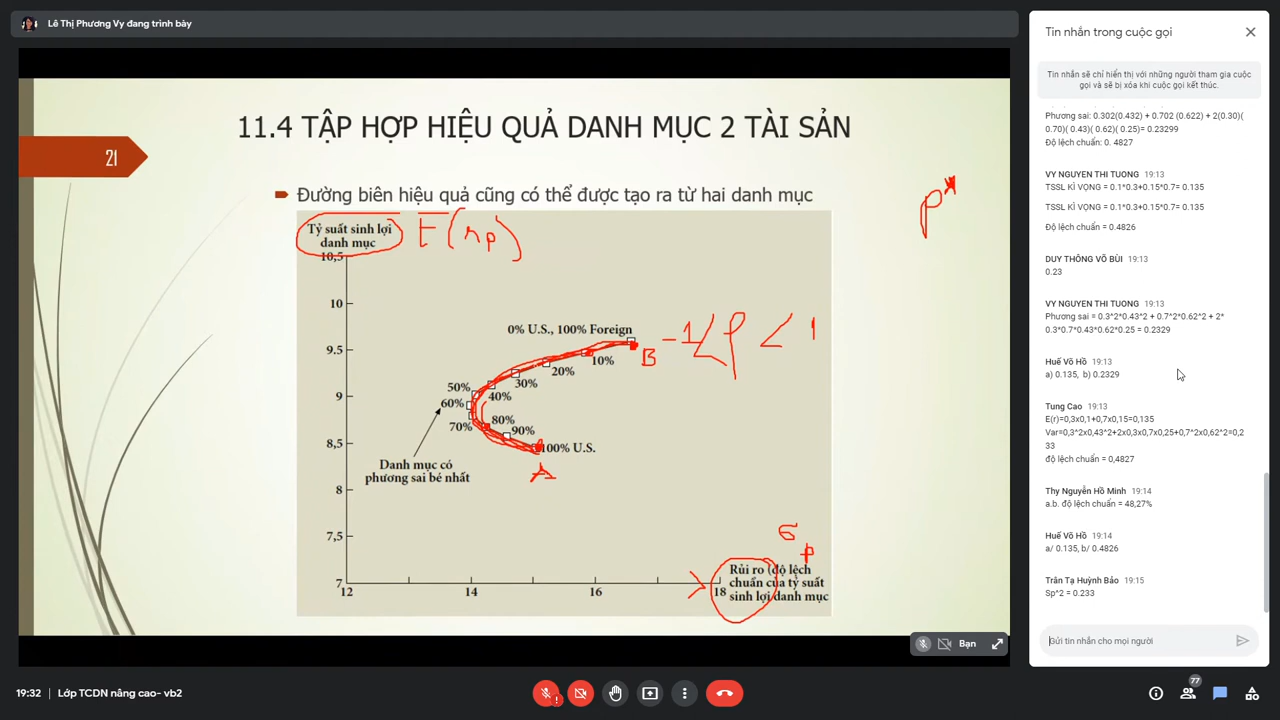 Lê Thị Phương Vy đang trình bày
11.4 TẬP HỢP HIỆU QUẢ DANH MỤC 2 TÀI SẢN
21
Đường biên hiệu quả cũng có thể được tạo ra từ hai danh mục
Tỷ suất sinh lợi
danh mục
10,5
10
9.5
9
8,5
8
7,5
7
12
14
16
18
0% U.S., 100% Foreign
10%
20%
30%
40%
50%
60%
70%
80%
90%
100% U.S.
Danh mục có
phương sai bé nhất
Rủi ro (độ lệch
chuẩn của tỷ suất
sinh lợi danh mục
E(rp)
ρ*
-1 < ρ < 1
B
A
σp
Bạn
19:32
Lớp TCDN nâng cao- vb2
77
Tin nhắn trong cuộc gọi
Tin nhắn sẽ chỉ hiển thị với những người tham gia cuộc
gọi và sẽ bị xóa khi cuộc gọi kết thúc.
Phương sai: 0.302(0.432) + 0.702 (0.622) + 2(0.30)(
0.70)( 0.43)( 0.62)( 0.25)= 0.23299
Độ lệch chuẩn: 0. 4827
VY NGUYEN THI TUONG 19:13
TSSL KÌ VỌNG = 0.1*0.3+0.15*0.7= 0.135
TSSL KÌ VỌNG = 0.1*0.3+0.15*0.7= 0.135
Độ lệch chuẩn = 0.4826
DUY THÔNG VÕ BÙI 19:13
0.23
VY NGUYEN THI TUONG 19:13
Phương sai = 0.3^2*0.43^2 + 0.7^2*0.62^2 + 2*
0.3*0.7*0.43*0.62*0.25 = 0.2329
Huế Võ Hồ 19:13
a) 0.135, b) 0.2329
Tung Cao 19:13
E(r)=0,3x0,1+0,7x0,15=0,135
Var=0,3^2x0,43^2+2x0,3x0,7x0,25+0,7^2x0,62^2=0,2
33
độ lệch chuẩn = 0,4827
Thy Nguyễn Hồ Minh 19:14
a.b. độ lệch chuẩn = 48,27%
Huế Võ Hồ 19:14
a/ 0.135, b/ 0.4826
Trân Tạ Huỳnh Bảo 19:15
Sp^2 = 0.233
Gửi tin nhắn cho mọi người